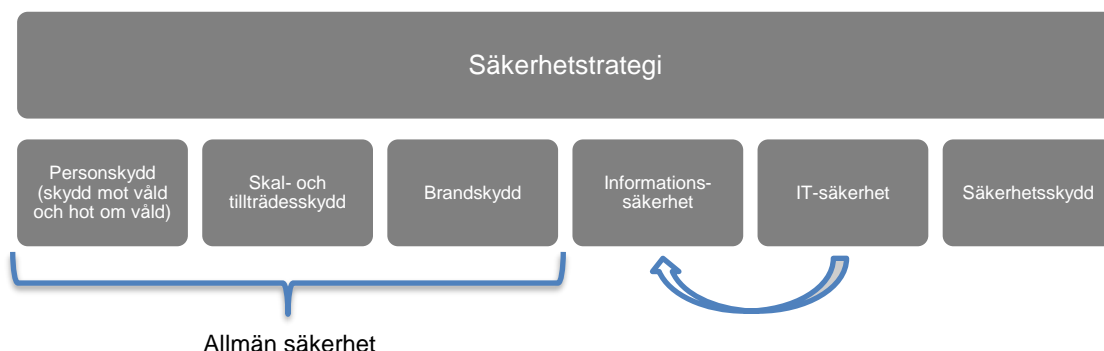 Säkerhetstrategi
Personskydd
(skydd mot våld
och hot om våld)
Skal- och
tillträdesskydd
Brandskydd
Informations-
säkerhet
IT-säkerhet
Säkerhetsskydd
Allmän säkerhet